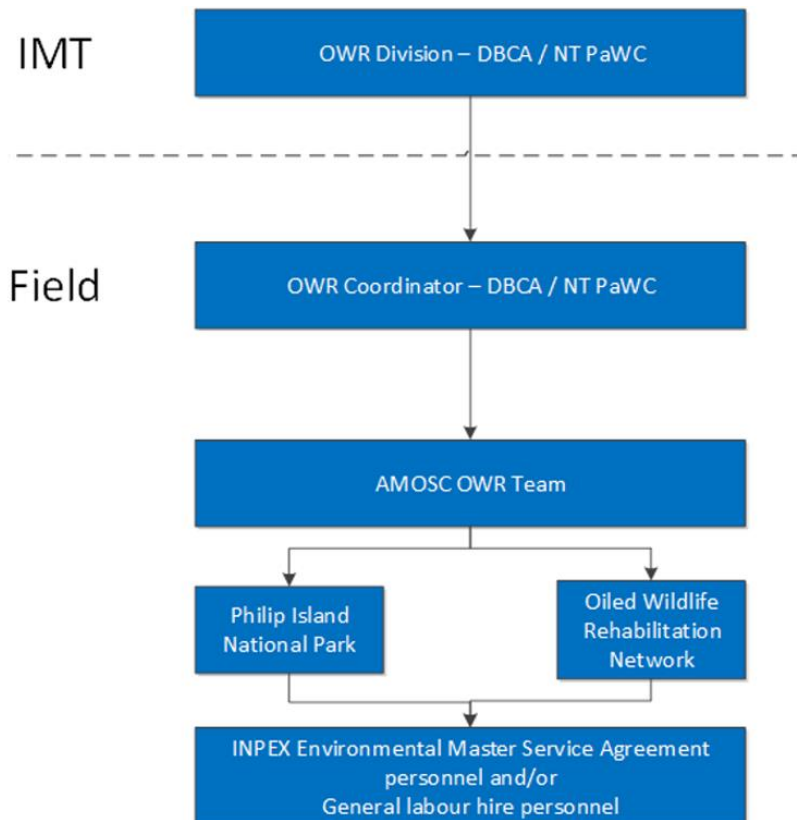 IMT
OWR Division – DBCA / NT PaWC
Field
OWR Coordinator – DBCA / NT PaWC
AMOSC OWR Team
Philip Island
National Park
Oiled Wildlife
Rehabilitation
Network
INPEX Environmental Master Service Agreement
personnel and/or
General labour hire personnel